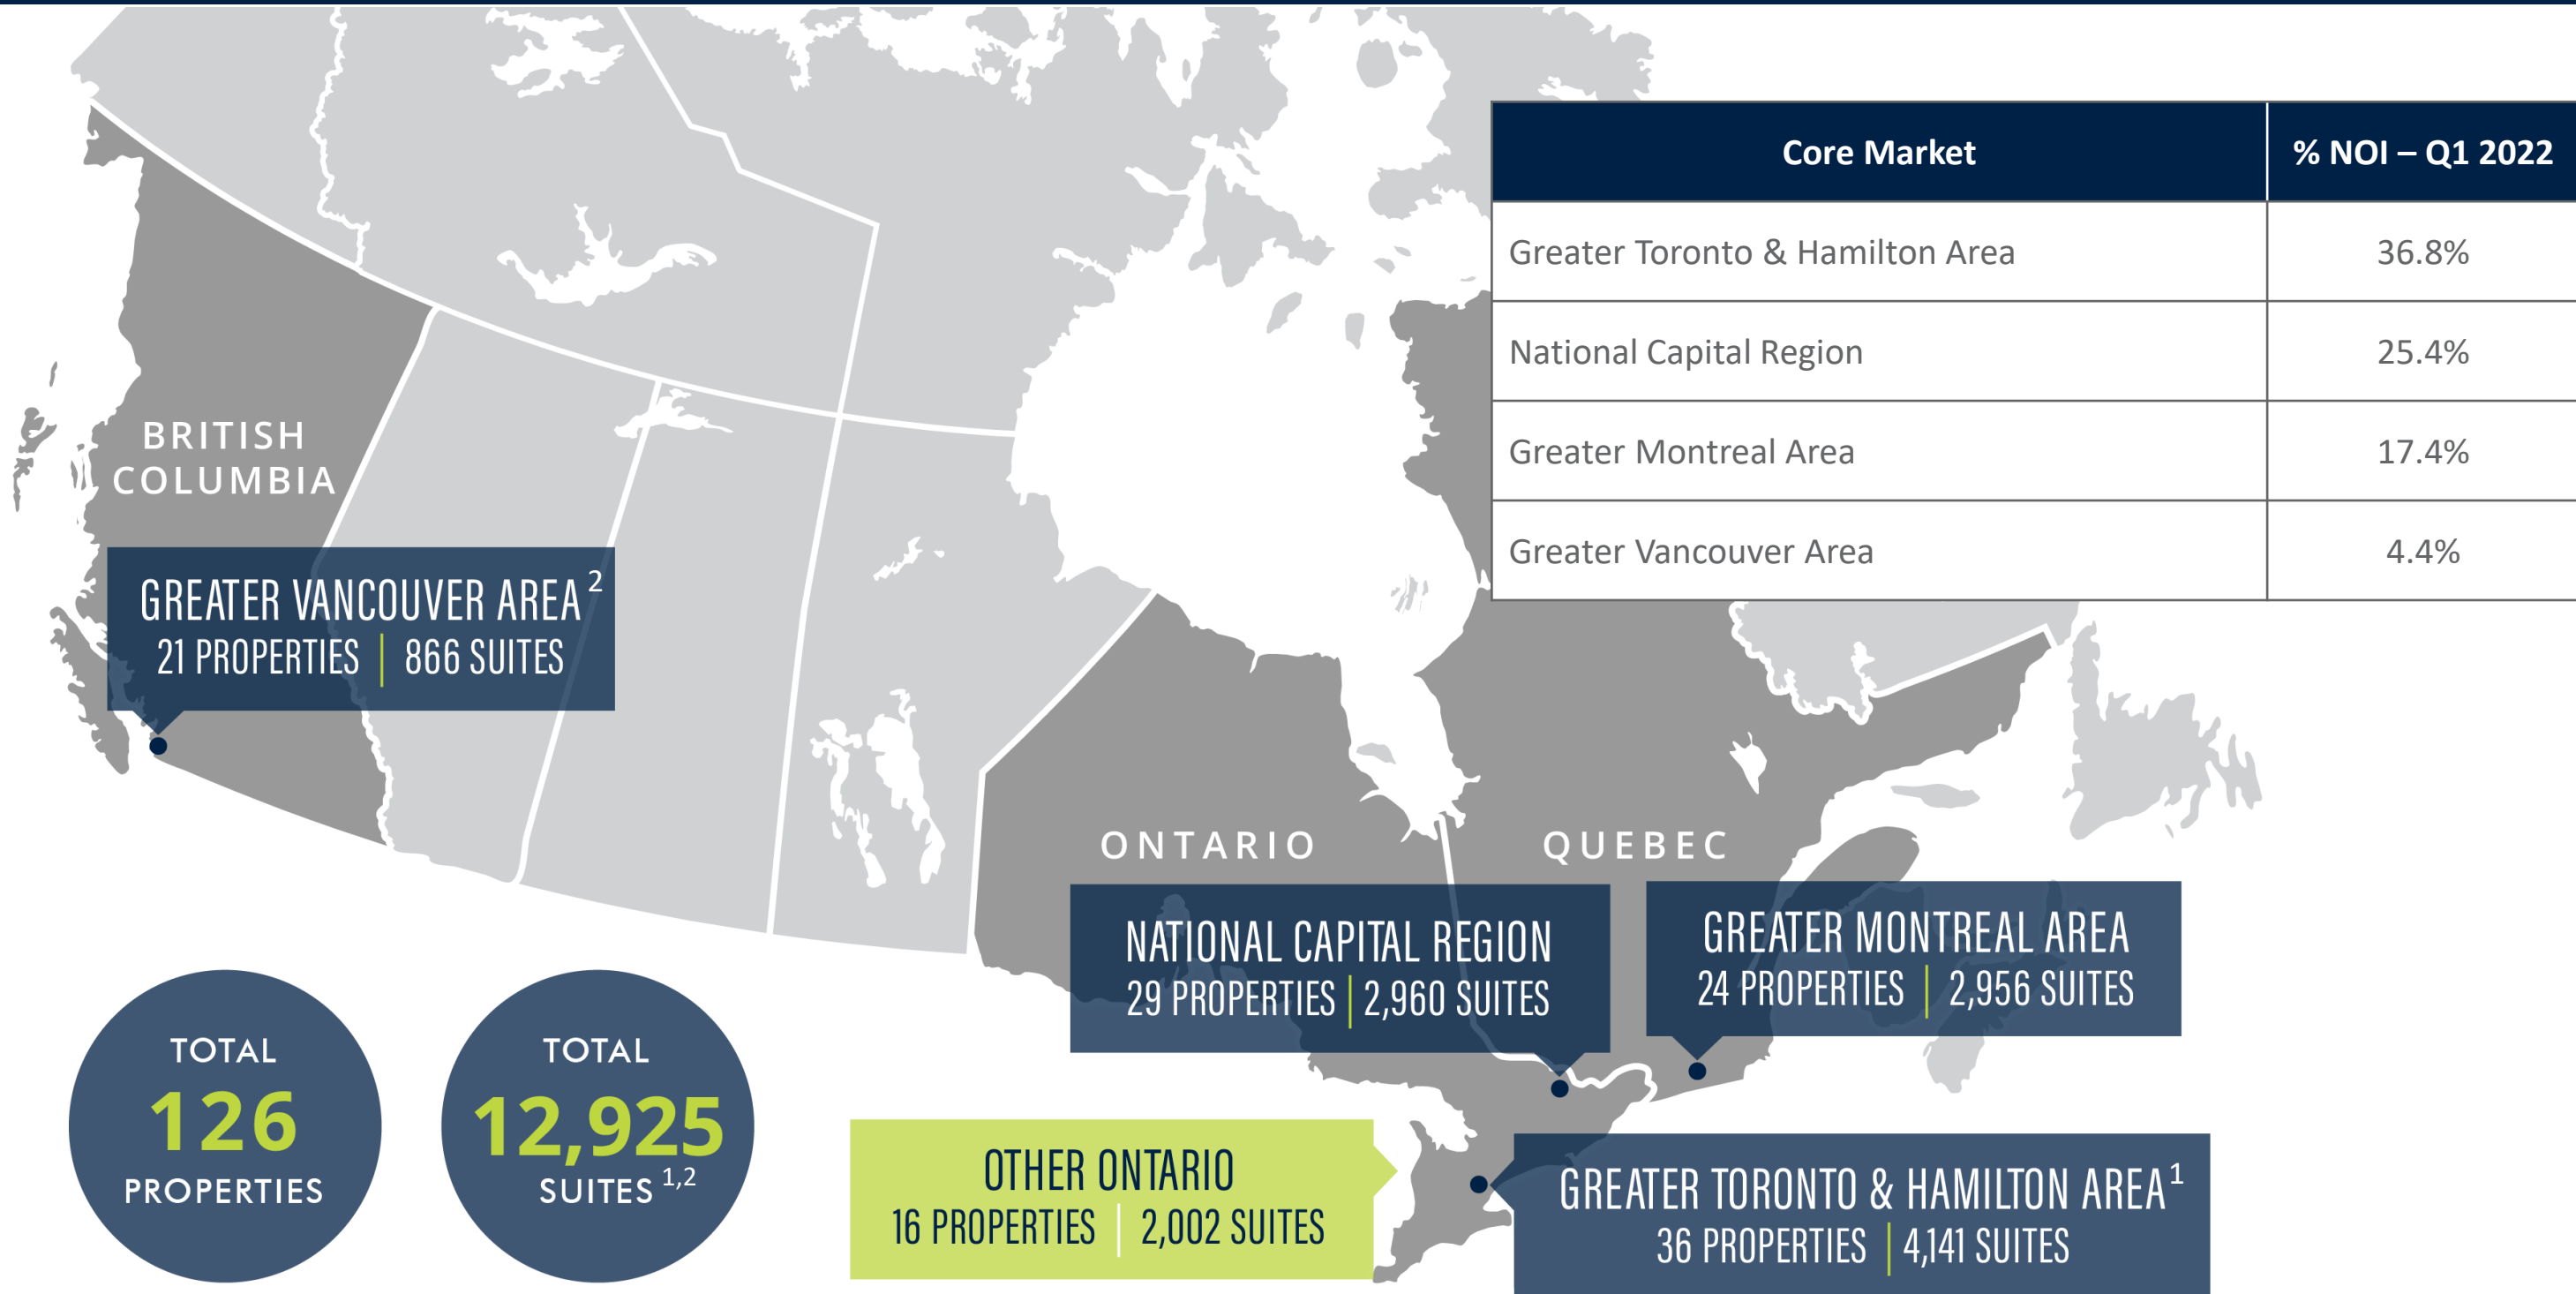 Core Market % NOI – Q1 2022
Greater Toronto & Hamilton Area 36.8%
National Capital Region 25.4%
Greater Montreal Area 17.4%
Greater Vancouver Area 4.4%
BRITISH
COLUMBIA
GREATER VANCOUVER AREA 2
21 PROPERTIES | 866 SUITES
ONTARIO
QUEBEC
NATIONAL CAPITAL REGION
29 PROPERTIES | 2,960 SUITES
GREATER MONTREAL AREA
24 PROPERTIES | 2,956 SUITES
TOTAL
126
PROPERTIES
TOTAL
12,925
SUITES 1,2
OTHER ONTARIO
16 PROPERTIES | 2,002 SUITES
GREATER TORONTO & HAMILTON AREA 1
36 PROPERTIES | 4,141 SUITES